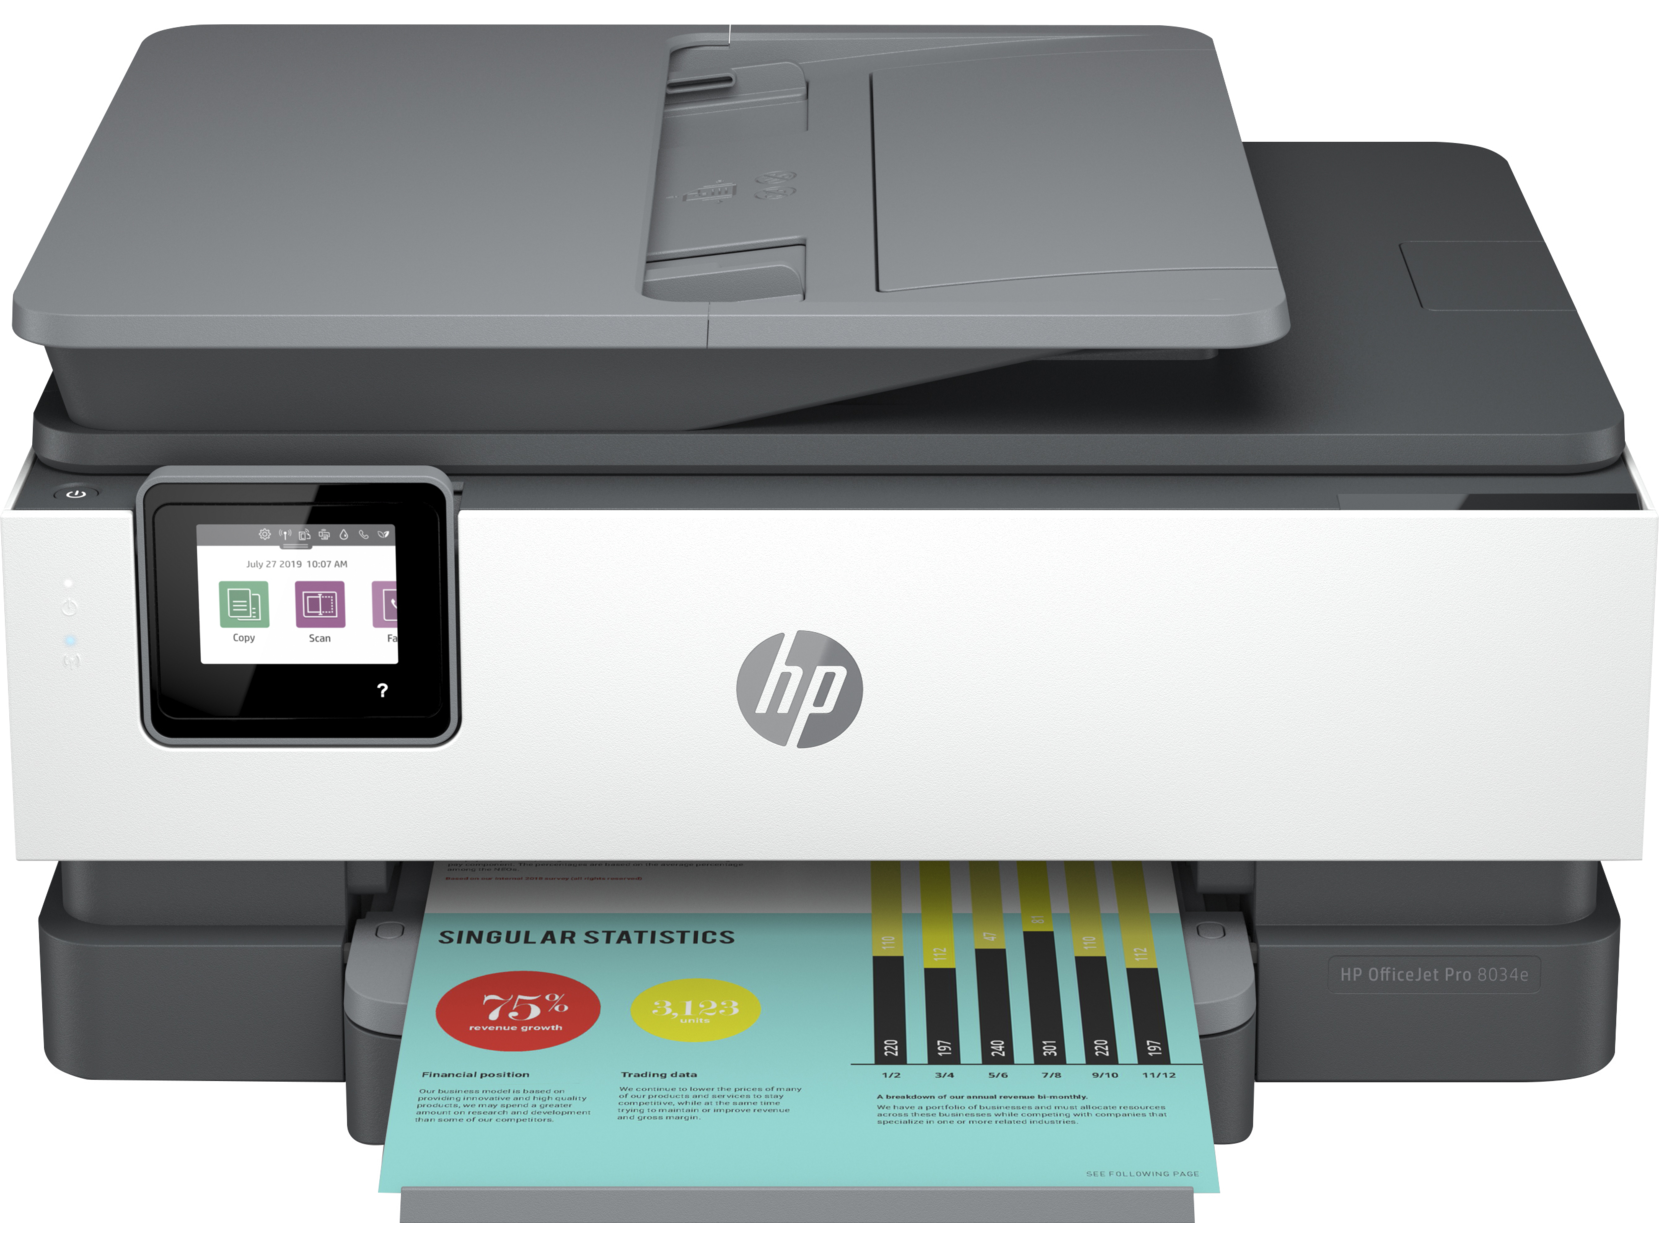 July 27 2019 10:07 AM
Copy
Scan
Fa
?
hp
among the
SINGULAR STATISTICS
75%
revenue growth
3,123
units
110
112
47
81
110
112
220
197
240
301
220
197
1/2
3/4
5/6
7/8
9/10
11/12
Financial position
Our business model is based on
providing innovative and high quality
products, we may spend a greater
amount on research and development
than some of our competitors.
Trading data
We continue to lower the prices of many
of our products and services to stay
competitive, while at the same time
trying to maintain or improve revenue
and gross margin.
A breakdown of our annual revenue bi-monthly.
We have a portfolio of businesses and must allocate resources
across these businesses while competing with companies that
specialize in one or more related industries.
SEE FOLLOWING PAGE
HP OfficeJet Pro 8034e